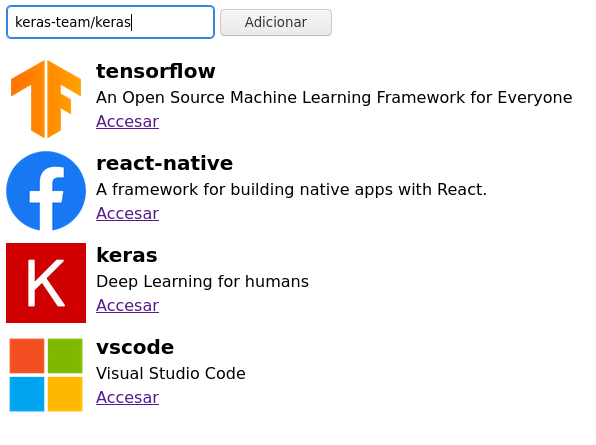 keras-team/keras
Adicionar
tensorflow
An Open Source Machine Learning Framework for Everyone
Accesar
react-native
A framework for building native apps with React.
Accesar
K
keras
Deep Learning for humans
Accesar
vscode
Visual Studio Code
Accesar